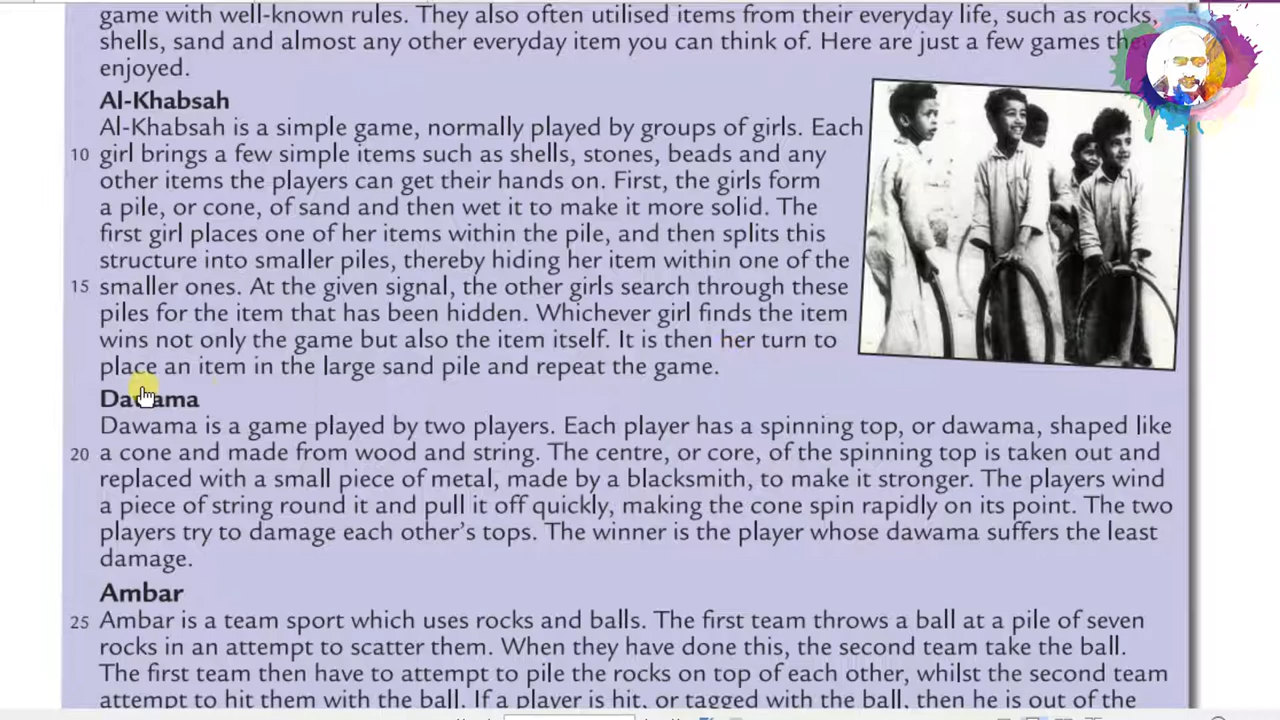 game with well-known rules. They also often utilised items from their everyday life, such as rocks,
shells, sand and almost any other everyday item you can think of. Here are just a few games
enjoyed.
Al-Khabsah
Al-Khabsah is a simple game, normally played by groups of girls. Each
10 girl brings a few simple items such as shells, stones, beads and any
other items the players can get their hands on. First, the girls form
a pile, or cone, of sand and then wet it to make it more solid. The
first girl places one of her items within the pile, and then splits this
structure into smaller piles, thereby hiding her item within one of the
15 smaller ones. At the given signal, the other girls search through these
piles for the item that has been hidden. Whichever girl finds the item
wins not only the game but also the item itself. It is then her turn to
place an item in the large sand pile and repeat the game.
Dawama
Dawama is a game played by two players. Each player has a spinning top, or dawama, shaped like
20 a cone and made from wood and string. The centre, or core, of the spinning top is taken out and
replaced with a small piece of metal, made by a blacksmith, to make it stronger. The players wind
a piece of string round it and pull it off quickly, making the cone spin rapidly on its point. The two
players try to damage each other's tops. The winner is the player whose dawama suffers the least
damage.
Ambar
25 Ambar is a team sport which uses rocks and balls. The first team throws a ball at a pile of seven
rocks in an attempt to scatter them. When they have done this, the second team take the ball.
The first team then have to attempt to pile the rocks on top of each other, whilst the second team
attempt to hit them with the ball. If a player is hit, or tagged with the ball, then he is out of the